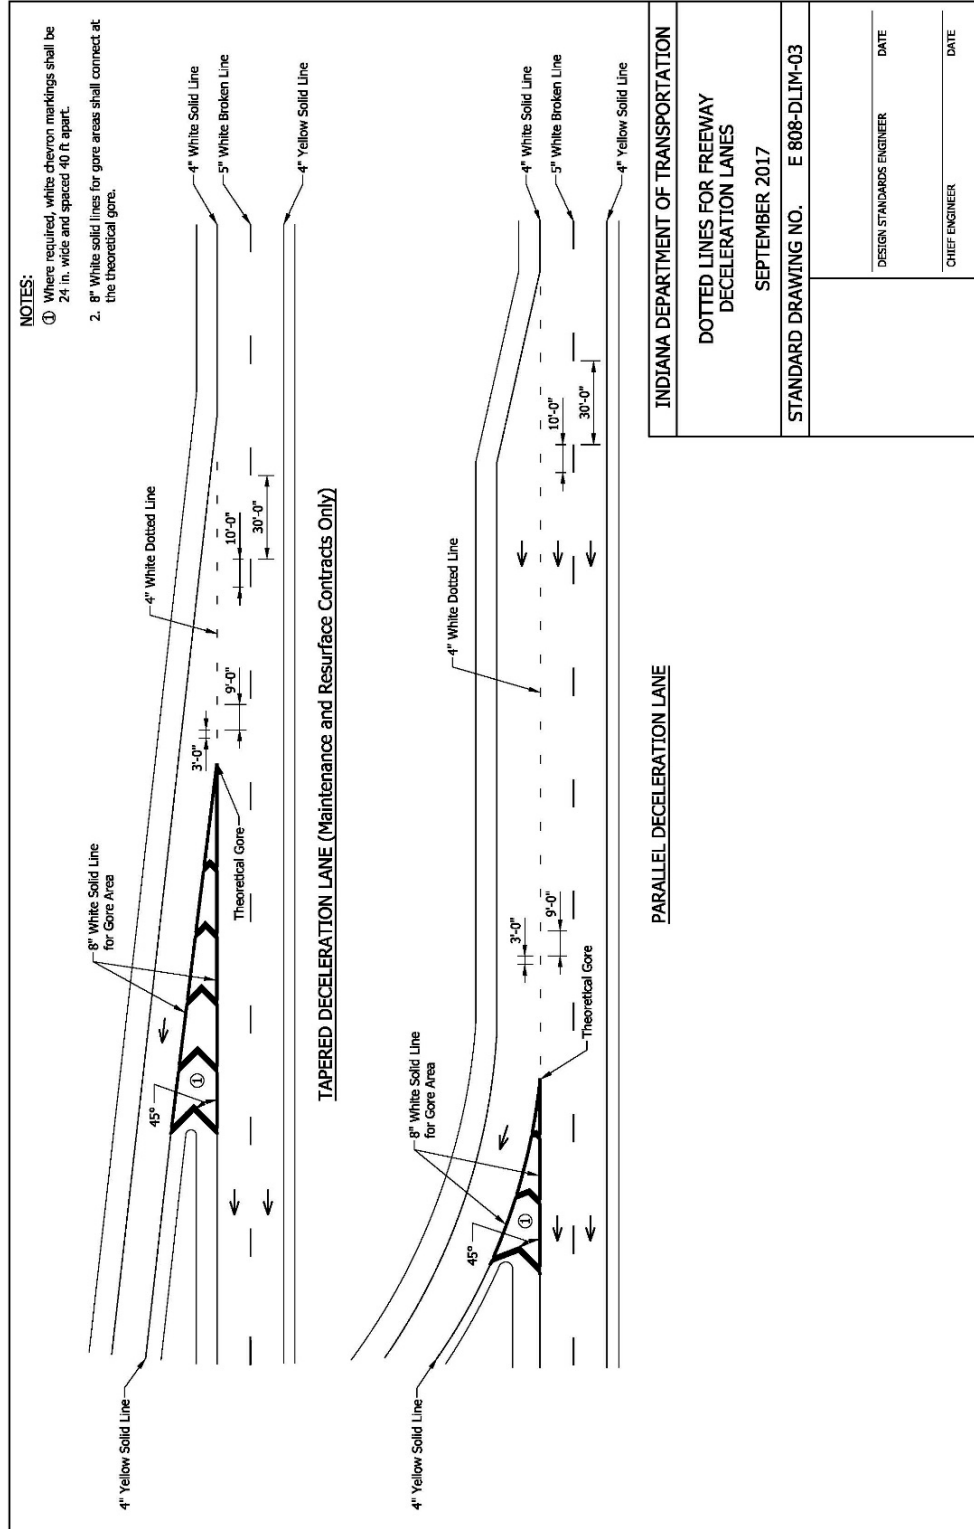 NOTES:
① Where required, white chevron markings shall be
24 in. wide and spaced 40 ft apart.
2. 8" White solid lines for gore areas shall connect at
the theoretical gore.
4" Yellow Solid Line
8" White Solid Line
for Gore Area
45°
①
Theoretical Gore
3'-0"
9'-0"
4" White Dotted Line
10'-0"
30'-0"
4" White Solid Line
5" White Broken Line
4" Yellow Solid Line
TAPERED DECELERATION LANE (Maintenance and Resurface Contracts Only)
4" Yellow Solid Line
8" White Solid Line
for Gore Area
45°
①
Theoretical Gore
3'-0"
9'-0"
4" White Dotted Line
10'-0"
30'-0"
4" White Solid Line
5" White Broken Line
4" Yellow Solid Line
PARALLEL DECELERATION LANE
INDIANA DEPARTMENT OF TRANSPORTATION
DOTTED LINES FOR FREEWAY
DECELERATION LANES
SEPTEMBER 2017
STANDARD DRAWING NO. E 808-DLIM-03
DESIGN STANDARDS ENGINEER DATE
CHIEF ENGINEER DATE